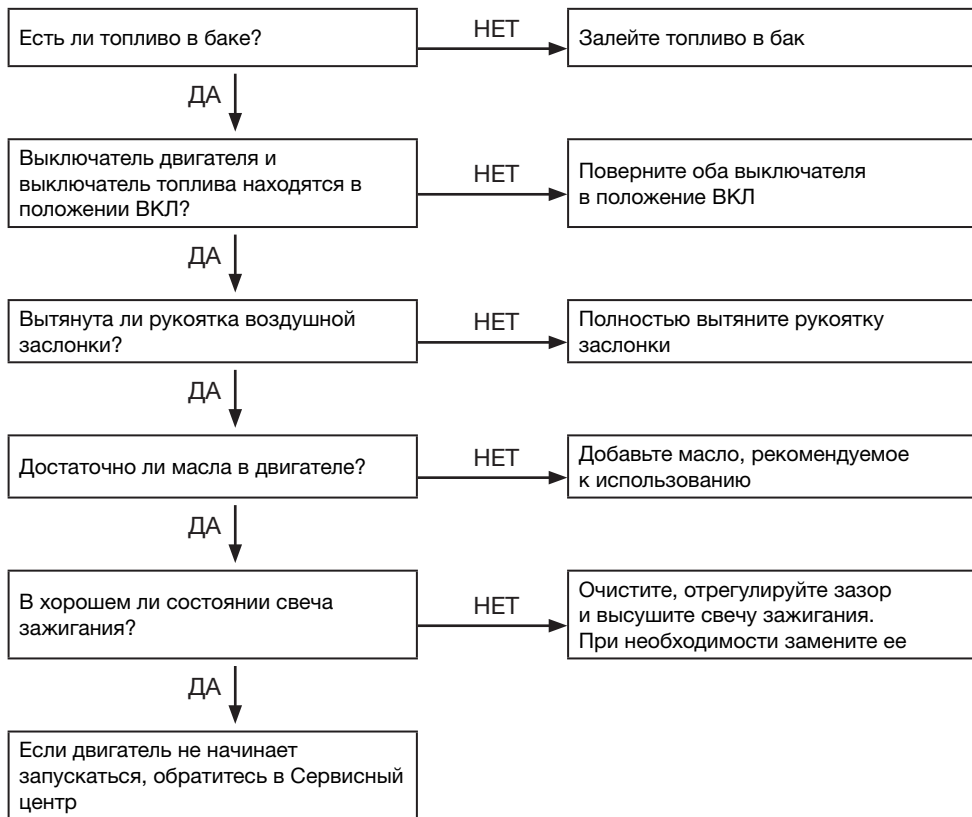 Есть ли топливо в баке?
НЕТ
Залейте топливо в бак
ДА
Выключатель двигателя и
выключатель топлива находятся в
положении ВКЛ?
НЕТ
Поверните оба выключателя
в положение ВКЛ
ДА
Вытянута ли рукоятка воздушной
заслонки?
НЕТ
Полностью вытяните рукоятку
заслонки
ДА
Достаточно ли масла в двигателе?
НЕТ
Добавьте масло, рекомендуемое
к использованию
ДА
В хорошем ли состоянии свеча
зажигания?
НЕТ
Очистите, отрегулируйте зазор
и высушите свечу зажигания.
При необходимости замените ее
ДА
Если двигатель не начинает
запускаться, обратитесь в Сервисный
центр